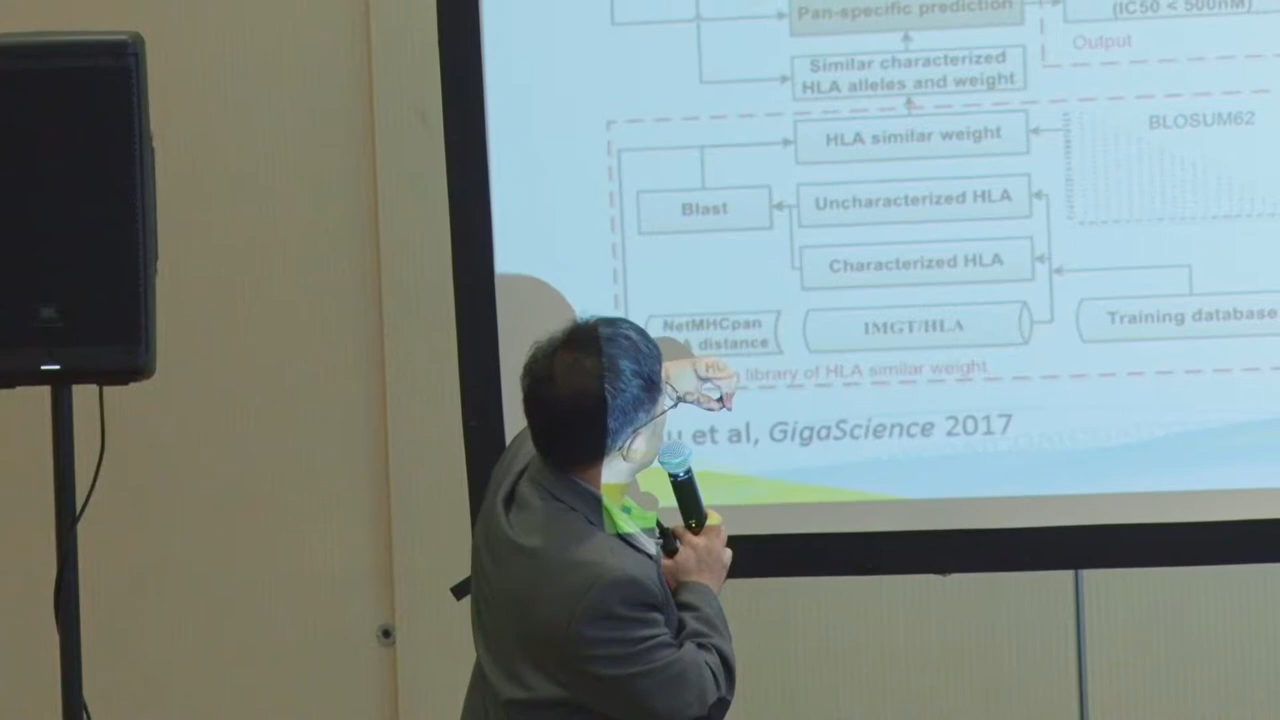 Pan-specific prediction
(IC50 < 500nM)
Output
Similar characterized
HLA alleles and weight
HLA similar weight
BLOSUM62
Blast
Uncharacterized HLA
Characterized HLA
NetMHCpan
distance
IMGT/HLA
Training database
library of HLA similar weight
et al, GigaScience 2017
JBL